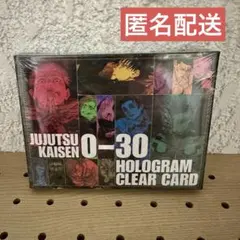 匿名配送
JUJUTSU
KAISEN
0-30
HOLOGRAM
CLEAR CARD